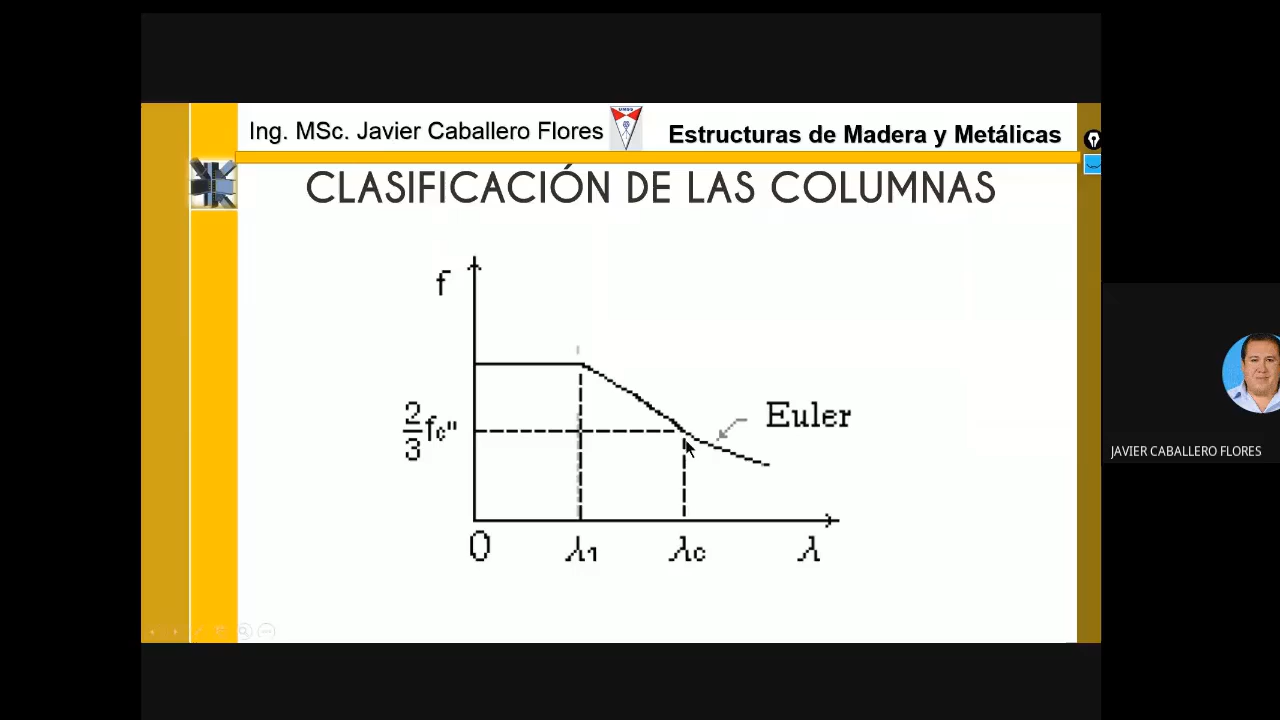 Ing. MSc. Javier Caballero Flores
UMSS
Estructuras de Madera y Metálicas
CLASIFICACIÓN DE LAS COLUMNAS
f
2/3 fc"
Euler
0 λ1 λc λ
JAVIER CABALLERO FLORES